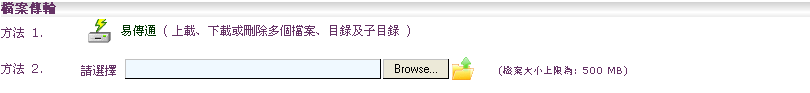 檔案傳輸
方法 1. 易傳通 ( 上載、下載或刪除多個檔案、目錄及子目錄 )
方法 2. 請選擇 Browse... (檔案大小上限為: 500 MB)